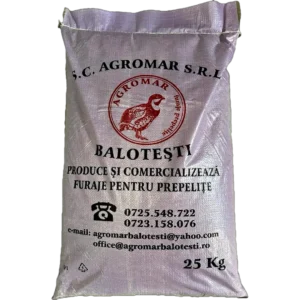 S.C. AGROMAR S.R.L
AGROMAR
BALOTEȘTI
PRODUCE ȘI COMERCIALIZEAZĂ
FURAJE PENTRU PREPELIȚE
0725.548.722
0723.158.076
e-mail: agromarbalotesti@yahoo.com
office@agromarbalotesti.ro
25 Kg